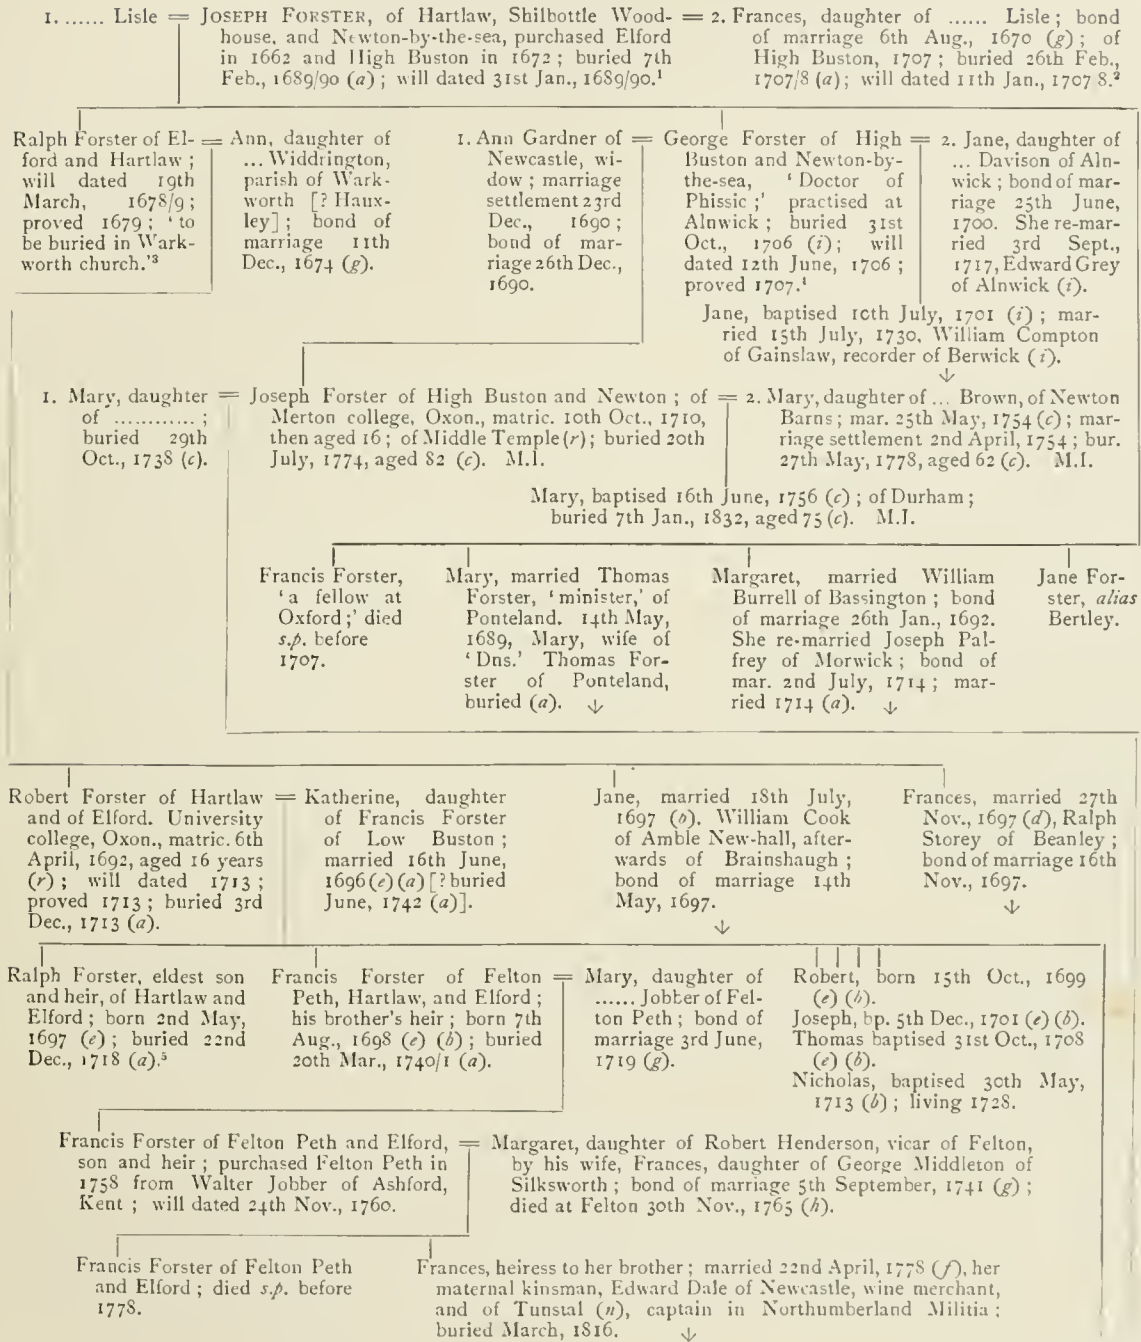 1. ...... Lisle = JOSEPH FORSTER, of Hartlaw, Shilbottle Wood-
house, and Newton-by-the-sea, purchased Elford
in 1662 and High Buston in 1672; buried 7th
Feb., 1689/90 (a); will dated 31st Jan., 1689/90.¹
= 2. Frances, daughter of ...... Lisle; bond
of marriage 6th Aug., 1670 (g); of
High Buston, 1707; buried 26th Feb.,
1707/8 (a); will dated 11th Jan., 1707 8.²
Ralph Forster of El-
ford and Hartlaw;
will dated 19th
March, 1678/9;
proved 1679; ‘to
be buried in Wark-
worth church.’³
= Ann, daughter of
... Widdrington,
parish of Wark-
worth [? Haux-
ley]; bond of
marriage 11th
Dec., 1674 (g).
1. Ann Gardner of
Newcastle, wi-
dow; marriage
settlement 23rd
Dec., 1690;
bond of mar-
riage 26th Dec.,
1690.
= George Forster of High
Buston and Newton-by-
the-sea, ‘Doctor of
Phissic;’ practised at
Alnwick; buried 31st
Oct., 1706 (i); will
dated 12th June, 1706;
proved 1707.⁴
= 2. Jane, daughter of
... Davison of Aln-
wick; bond of mar-
riage 25th June,
1700. She re-mar-
ried 3rd Sept.,
1717, Edward Grey
of Alnwick (i).
Jane, baptised 10th July, 1701 (i); mar-
ried 15th July, 1730, William Compton
of Gainslaw, recorder of Berwick (i).
↓
1. Mary, daughter
of ............;
buried 29th
Oct., 1738 (c).
= Joseph Forster of High Buston and Newton; of
Merton college, Oxon., matric. 10th Oct., 1710,
then aged 16; of Middle Temple (r); buried 20th
July, 1774, aged 82 (c). M.I.
= 2. Mary, daughter of ... Brown, of Newton
Barns; mar. 25th May, 1754 (c); mar-
riage settlement 2nd April, 1754; bur.
27th May, 1778, aged 62 (c). M.I.
Mary, baptised 16th June, 1756 (c); of Durham;
buried 7th Jan., 1832, aged 75 (c). M.I.
Francis Forster,
‘a fellow at
Oxford;’ died
s.p. before
1707.
Mary, married Thomas
Forster, ‘minister,’ of
Ponteland. 14th May,
1689, Mary, wife of
‘Dns.’ Thomas For-
ster of Ponteland,
buried (a). ↓
Margaret, married William
Burrell of Bassington; bond
of marriage 26th Jan., 1692.
She re-married Joseph Pal-
frey of Morwick; bond of
mar. 2nd July, 1714; mar-
ried 1714 (a). ↓
Jane For-
ster, alias
Bertley.
Robert Forster of Hartlaw
and of Elford. University
college, Oxon., matric. 6th
April, 1692, aged 16 years
(r); will dated 1713;
proved 1713; buried 3rd
Dec., 1713 (a).
= Katherine, daughter
of Francis Forster
of Low Buston;
married 16th June,
1696 (e) (a) [? buried
June, 1742 (a)].
Jane, married 18th July,
1697 (b), William Cook
of Amble New-hall, after-
wards of Brainshaugh;
bond of marriage 14th
May, 1697.
↓
Frances, married 27th
Nov., 1697 (d), Ralph
Storey of Beanley;
bond of marriage 16th
Nov., 1697.
↓
Ralph Forster, eldest son
and heir, of Hartlaw and
Elford; born 2nd May,
1697 (e); buried 22nd
Dec., 1718 (a).⁵
Francis Forster of Felton
Peth, Hartlaw, and Elford;
his brother's heir; born 7th
Aug., 1698 (e) (b); buried
20th Mar., 1740/1 (a).
= Mary, daughter of
...... Jobber of Fel-
ton Peth; bond of
marriage 3rd June,
1719 (g).
Robert, born 15th Oct., 1699
(e) (b).
Joseph, bp. 5th Dec., 1701 (e) (b).
Thomas baptised 31st Oct., 1708
(e) (b).
Nicholas, baptised 30th May,
1713 (b); living 1728.
Francis Forster of Felton Peth and Elford,
son and heir; purchased Felton Peth in
1758 from Walter Jobber of Ashford,
Kent; will dated 24th Nov., 1760.
= Margaret, daughter of Robert Henderson, vicar of Felton,
by his wife, Frances, daughter of George Middleton of
Silksworth; bond of marriage 5th September, 1741 (g);
died at Felton 30th Nov., 1765 (h).
Francis Forster of Felton Peth
and Elford; died s.p. before
1778.
Frances, heiress to her brother; married 22nd April, 1778 (f), her
maternal kinsman, Edward Dale of Newcastle, wine merchant,
and of Tunstal (n), captain in Northumberland Militia;
buried March, 1816. ↓